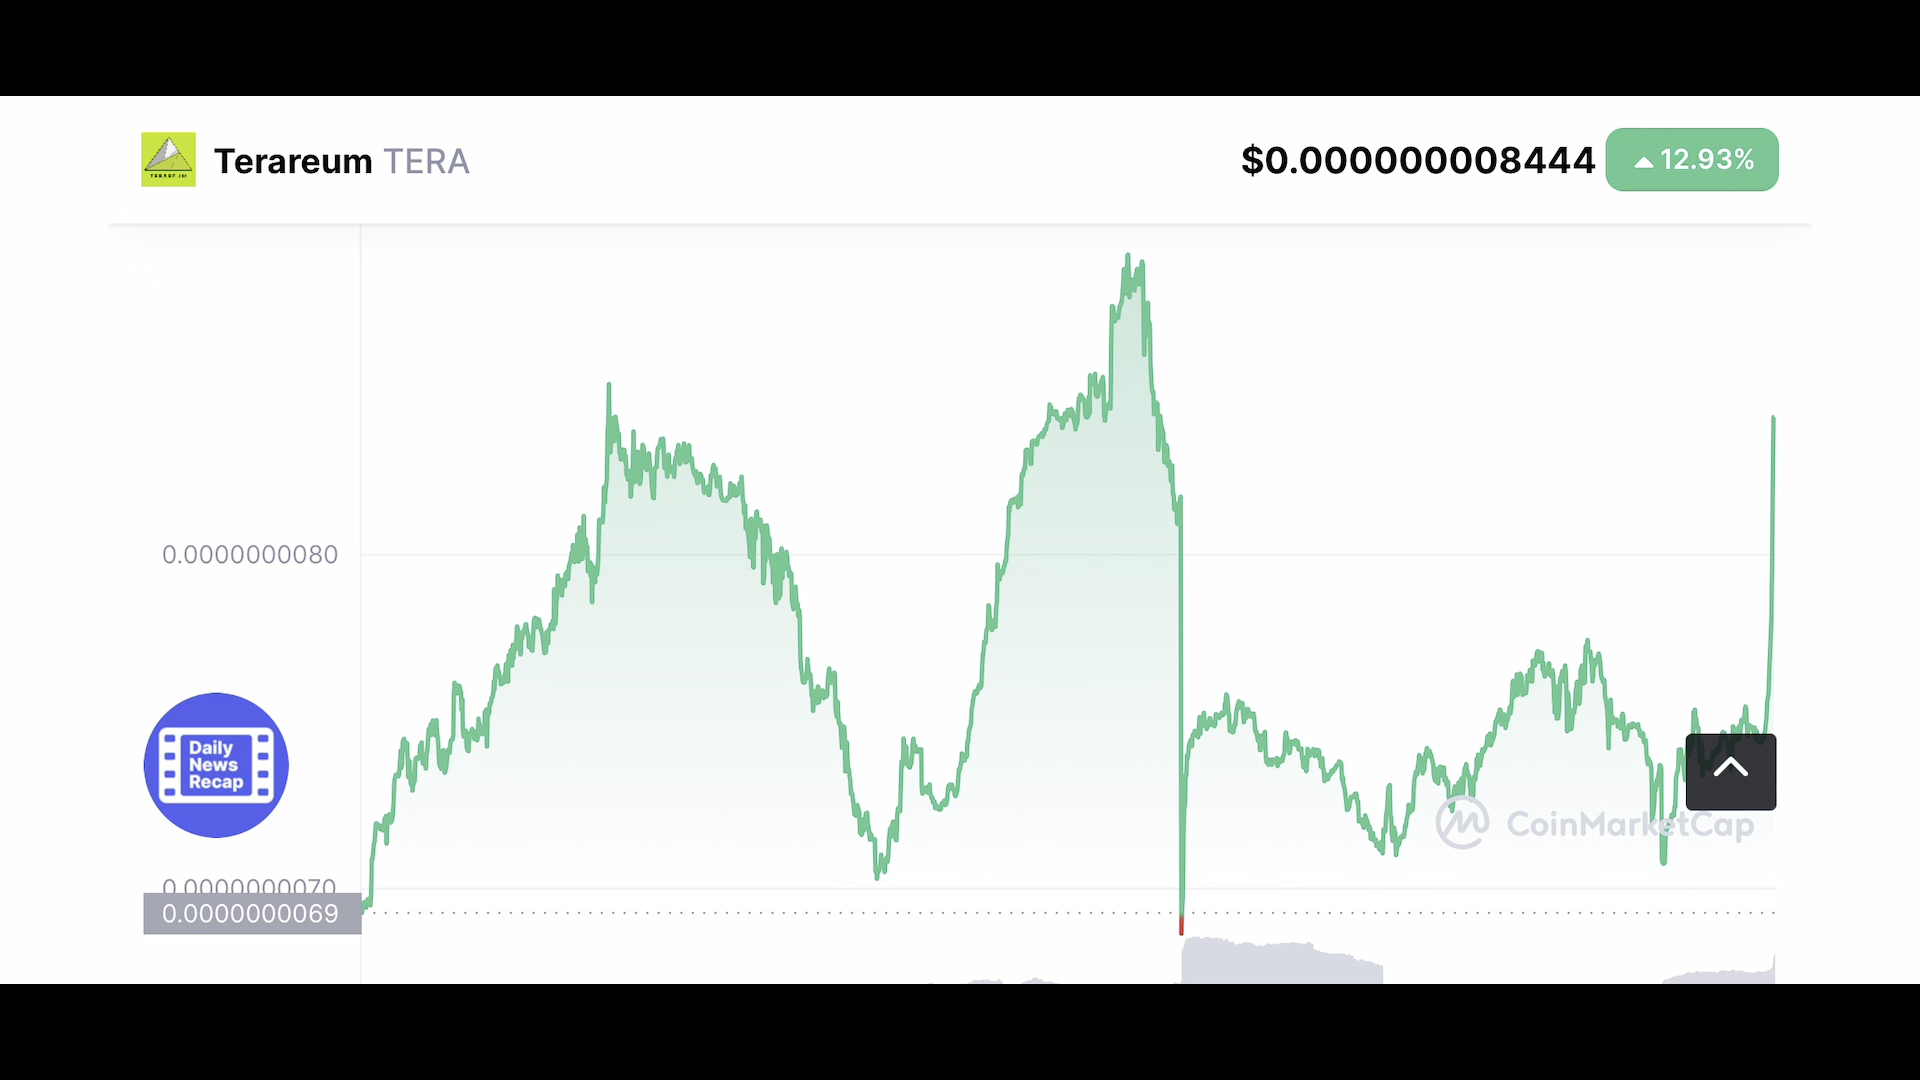 Terareum TERA
$0.000000008444
12.93%
0.0000000080
Daily
News
Recap
CoinMarketCap
0.0000000070
0.0000000069